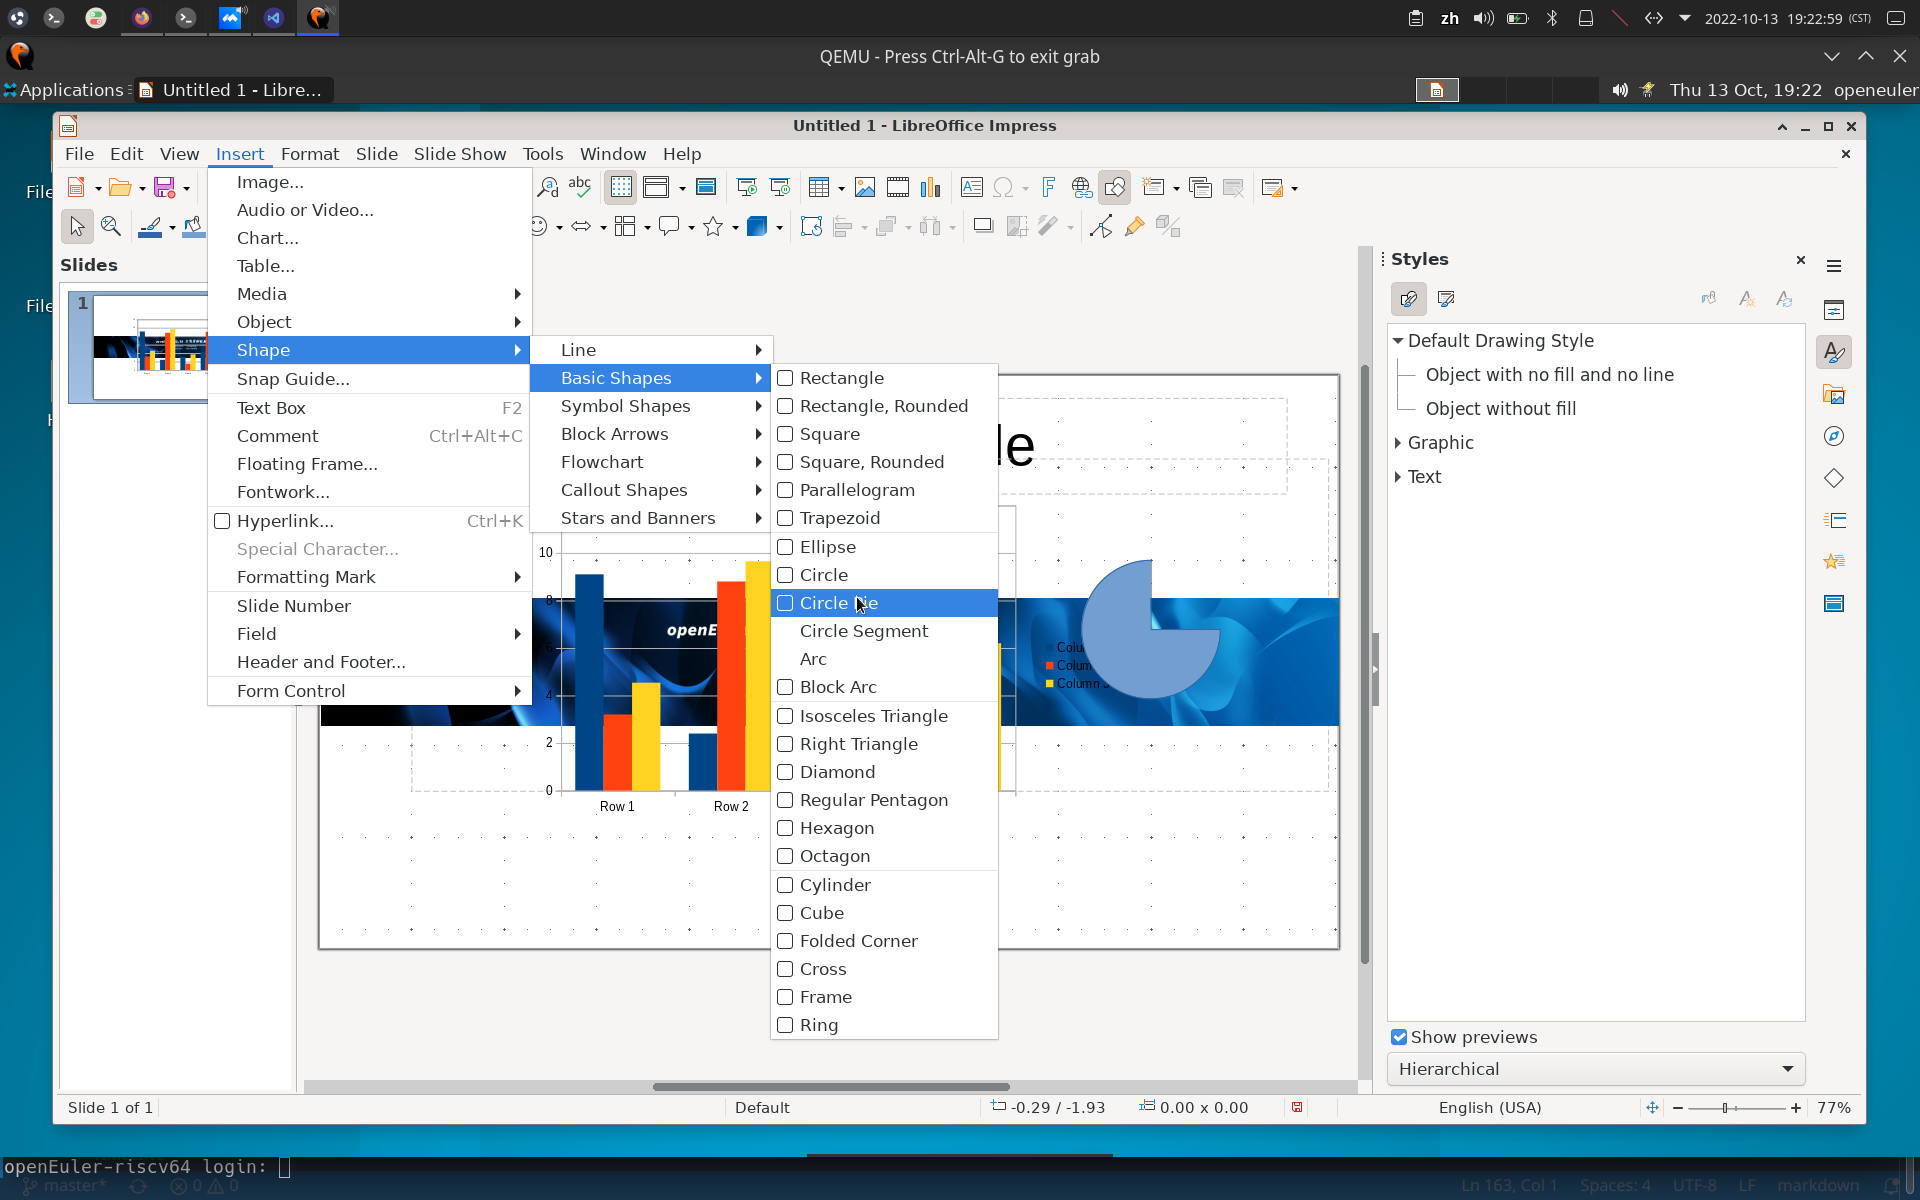 zh
2022-10-13 19:22:59 (CST)
QEMU - Press Ctrl-Alt-G to exit grab
Applications
Untitled 1 - Libre...
Thu 13 Oct, 19:22
openeuler
Untitled 1 - LibreOffice Impress
File Edit View Insert Format Slide Slide Show Tools Window Help
File
File
Slides
1
Image...
Audio or Video...
Chart...
Table...
Media
Object
Shape
Snap Guide...
Text Box F2
Comment Ctrl+Alt+C
Floating Frame...
Fontwork...
Hyperlink... Ctrl+K
Special Character...
Formatting Mark
Slide Number
Field
Header and Footer...
Form Control
Line
Basic Shapes
Symbol Shapes
Block Arrows
Flowchart
Callout Shapes
Stars and Banners
Rectangle
Rectangle, Rounded
Square
Square, Rounded
Parallelogram
Trapezoid
Ellipse
Circle
Circle Pie
Circle Segment
Arc
Block Arc
Isosceles Triangle
Right Triangle
Diamond
Regular Pentagon
Hexagon
Octagon
Cylinder
Cube
Folded Corner
Cross
Frame
Ring
le
openE
10
8
6
4
2
0
Row 1
Row 2
Colu
Colum
Column 3
Styles
Default Drawing Style
Object with no fill and no line
Object without fill
Graphic
Text
Show previews
Hierarchical
Slide 1 of 1
Default
-0.29 / -1.93
0.00 x 0.00
English (USA)
77%
openEuler-riscv64 login:
master*
0 0
Ln 163, Col 1
Spaces: 4
UTF-8
LF
markdown